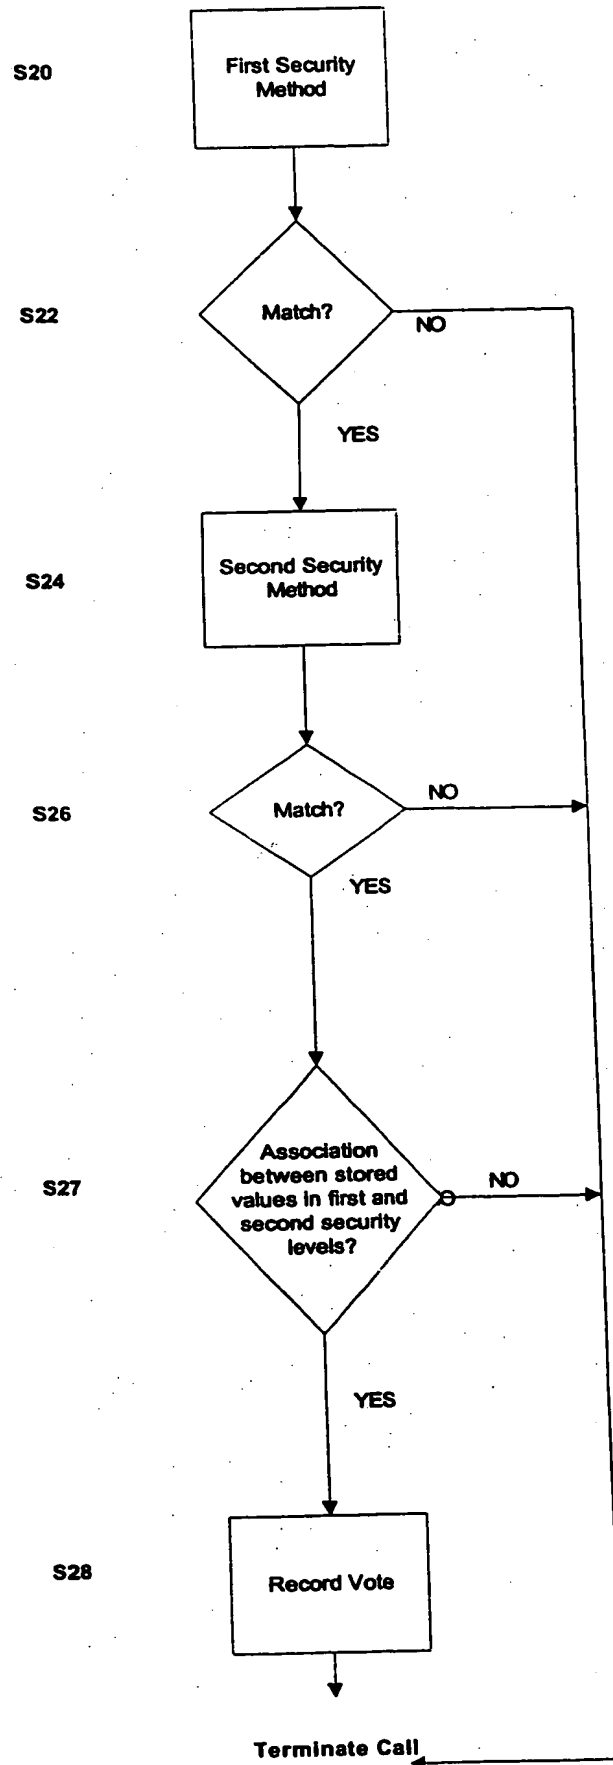 S20
First Security
Method
S22
Match?
NO
YES
S24
Second Security
Method
S26
Match?
NO
YES
S27
Association
between stored
values in first and
second security
levels?
NO
YES
S28
Record Vote
Terminate Call